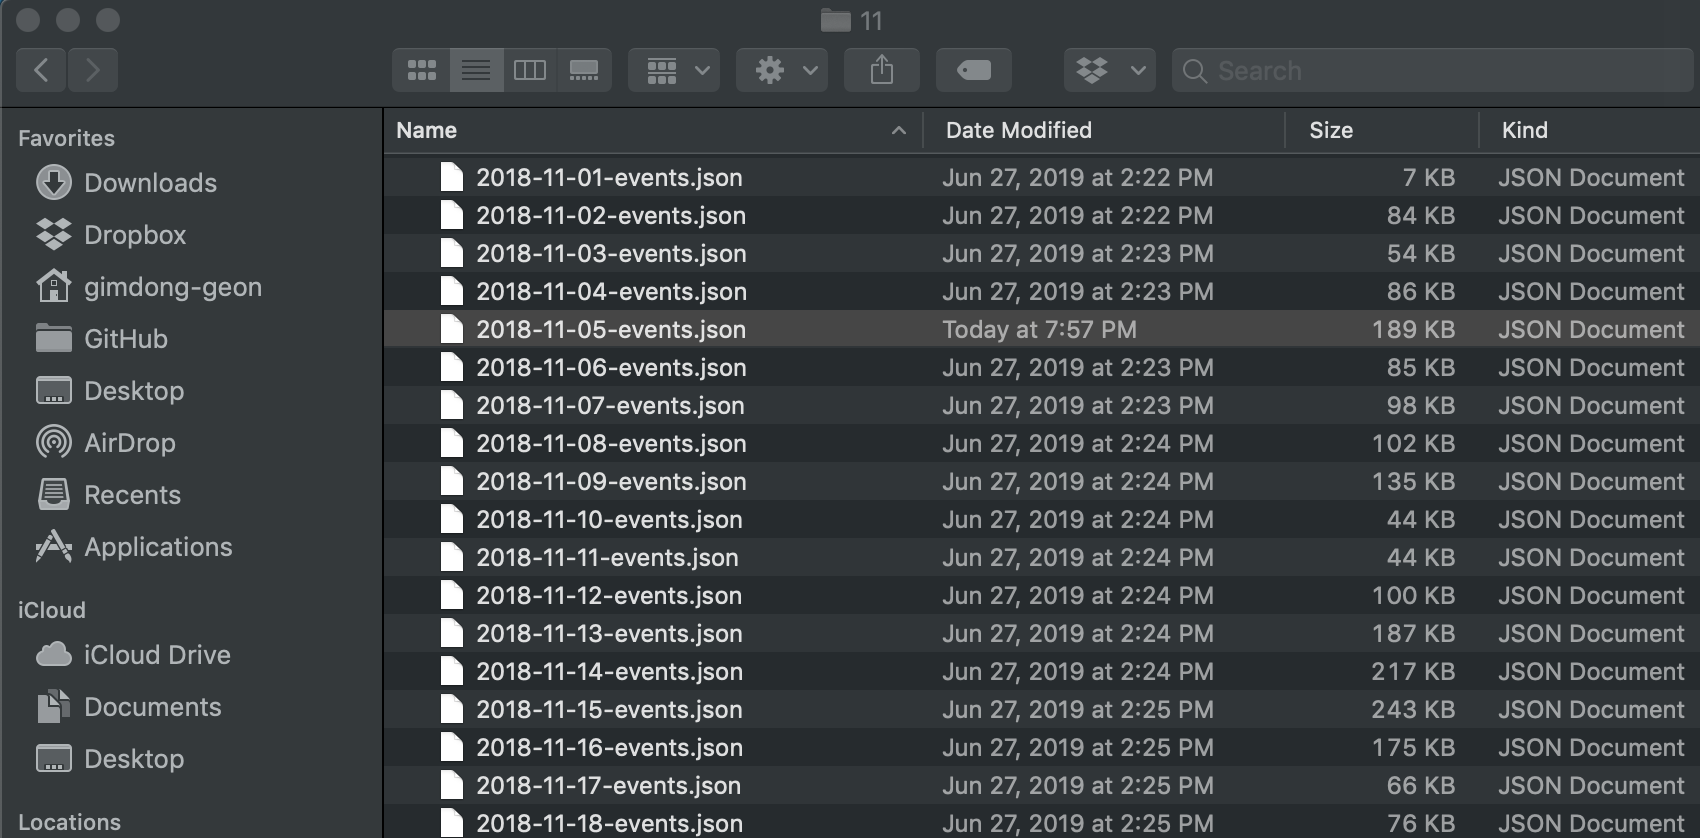 11
Search
Favorites
Downloads
Dropbox
gimdong-geon
GitHub
Desktop
AirDrop
Recents
Applications
iCloud
iCloud Drive
Documents
Desktop
Locations
Name Date Modified Size Kind
2018-11-01-events.json Jun 27, 2019 at 2:22 PM 7 KB JSON Document
2018-11-02-events.json Jun 27, 2019 at 2:22 PM 84 KB JSON Document
2018-11-03-events.json Jun 27, 2019 at 2:23 PM 54 KB JSON Document
2018-11-04-events.json Jun 27, 2019 at 2:23 PM 86 KB JSON Document
2018-11-05-events.json Today at 7:57 PM 189 KB JSON Document
2018-11-06-events.json Jun 27, 2019 at 2:23 PM 85 KB JSON Document
2018-11-07-events.json Jun 27, 2019 at 2:23 PM 98 KB JSON Document
2018-11-08-events.json Jun 27, 2019 at 2:24 PM 102 KB JSON Document
2018-11-09-events.json Jun 27, 2019 at 2:24 PM 135 KB JSON Document
2018-11-10-events.json Jun 27, 2019 at 2:24 PM 44 KB JSON Document
2018-11-11-events.json Jun 27, 2019 at 2:24 PM 44 KB JSON Document
2018-11-12-events.json Jun 27, 2019 at 2:24 PM 100 KB JSON Document
2018-11-13-events.json Jun 27, 2019 at 2:24 PM 187 KB JSON Document
2018-11-14-events.json Jun 27, 2019 at 2:24 PM 217 KB JSON Document
2018-11-15-events.json Jun 27, 2019 at 2:25 PM 243 KB JSON Document
2018-11-16-events.json Jun 27, 2019 at 2:25 PM 175 KB JSON Document
2018-11-17-events.json Jun 27, 2019 at 2:25 PM 66 KB JSON Document
2018-11-18-events.json Jun 27, 2019 at 2:25 PM 76 KB JSON Document